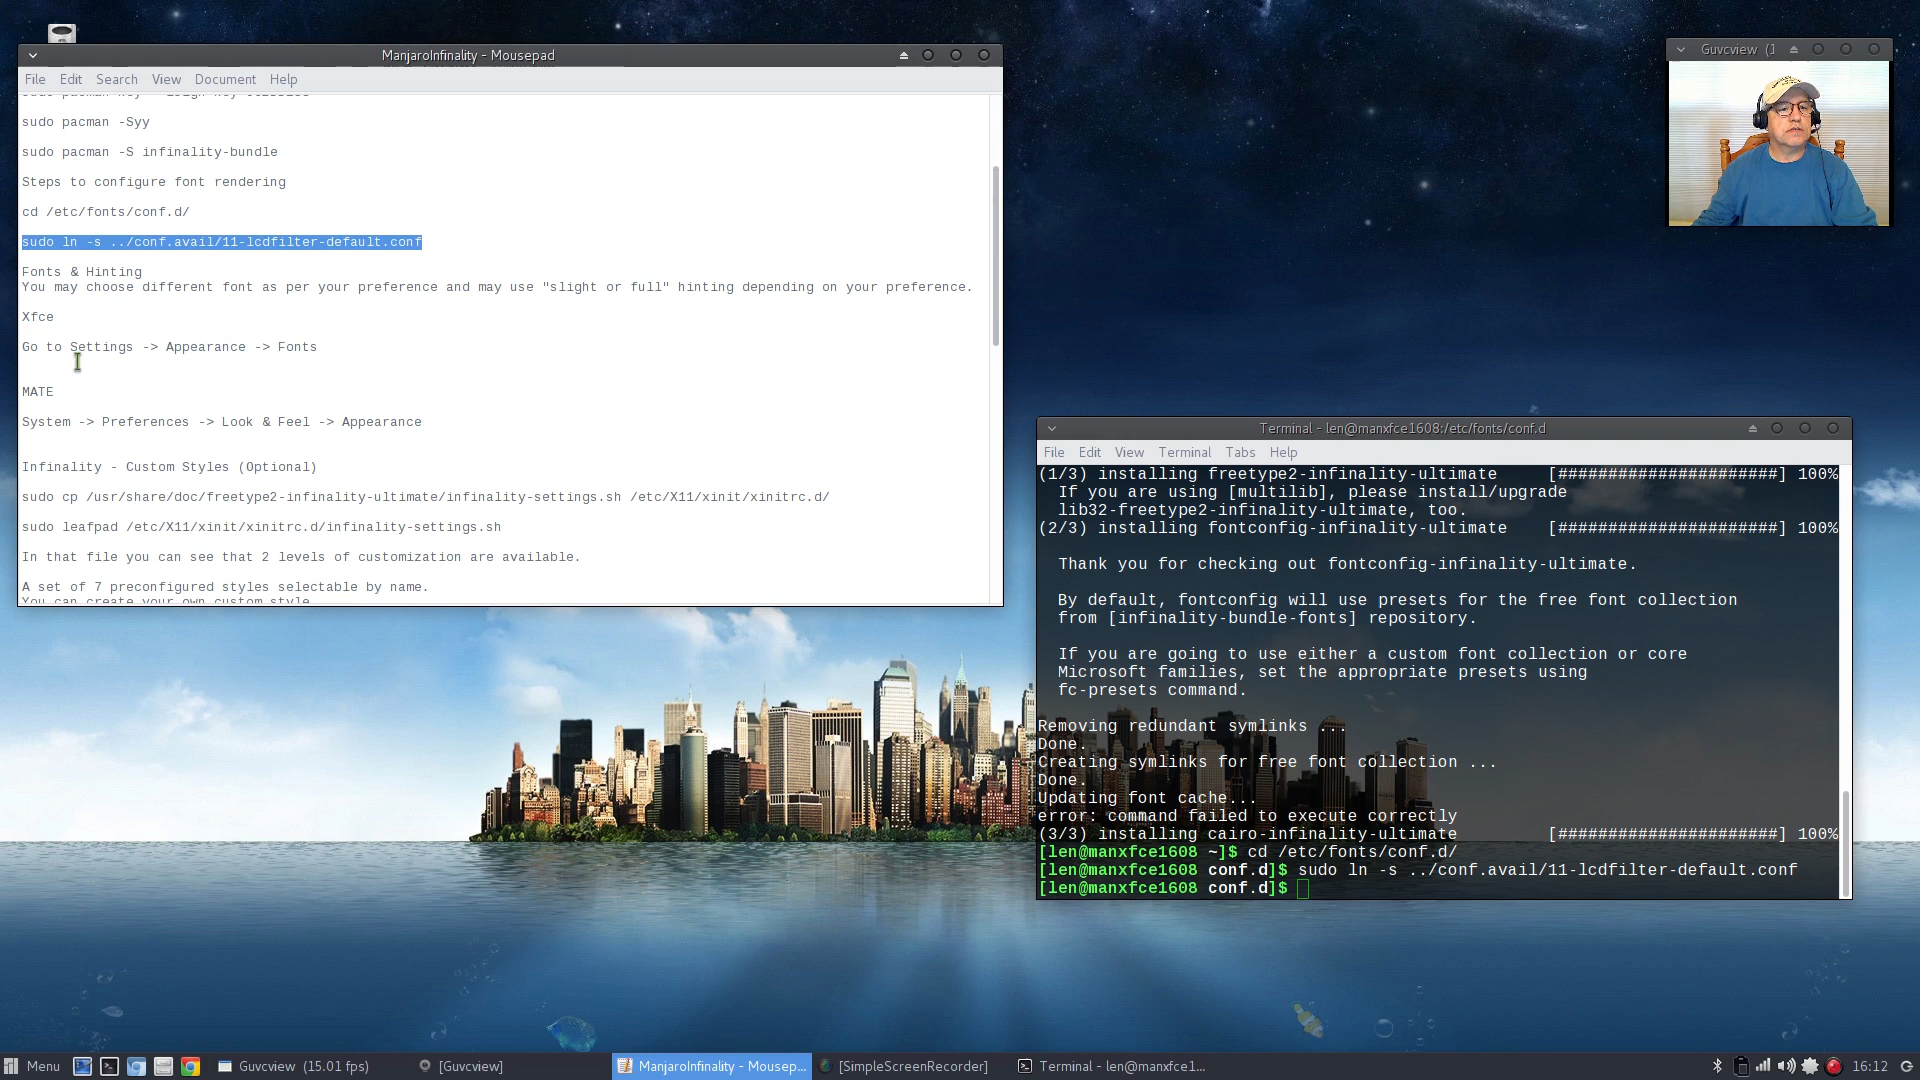 ManjaroInfinality - Mousepad
File Edit Search View Document Help
sudo pacman -Syy
sudo pacman -S infinality-bundle
Steps to configure font rendering
cd /etc/fonts/conf.d/
sudo ln -s ../conf.avail/11-lcdfilter-default.conf
Fonts & Hinting
You may choose different font as per your preference and may use "slight or full" hinting depending on your preference.
Xfce
Go to Settings -> Appearance -> Fonts
MATE
System -> Preferences -> Look & Feel -> Appearance
Infinality - Custom Styles (Optional)
sudo cp /usr/share/doc/freetype2-infinality-ultimate/infinality-settings.sh /etc/X11/xinit/xinitrc.d/
sudo leafpad /etc/X11/xinit/xinitrc.d/infinality-settings.sh
In that file you can see that 2 levels of customization are available.
A set of 7 preconfigured styles selectable by name.
You can create your own custom style
Guvcview (1
Terminal - len@manxfce1608:/etc/fonts/conf.d
File Edit View Terminal Tabs Help
(1/3) installing freetype2-infinality-ultimate [######################] 100%
If you are using [multilib], please install/upgrade
lib32-freetype2-infinality-ultimate, too.
(2/3) installing fontconfig-infinality-ultimate [######################] 100%
Thank you for checking out fontconfig-infinality-ultimate.
By default, fontconfig will use presets for the free font collection
from [infinality-bundle-fonts] repository.
If you are going to use either a custom font collection or core
Microsoft families, set the appropriate presets using
fc-presets command.
Removing redundant symlinks ...
Done.
Creating symlinks for free font collection ...
Done.
Updating font cache...
error: command failed to execute correctly
(3/3) installing cairo-infinality-ultimate [######################] 100%
[len@manxfce1608 ~]$ cd /etc/fonts/conf.d/
[len@manxfce1608 conf.d]$ sudo ln -s ../conf.avail/11-lcdfilter-default.conf
[len@manxfce1608 conf.d]$
Menu Guvcview (15.01 fps) [Guvcview] ManjaroInfinality - Mousep... [SimpleScreenRecorder] Terminal - len@manxfce1... 16:12